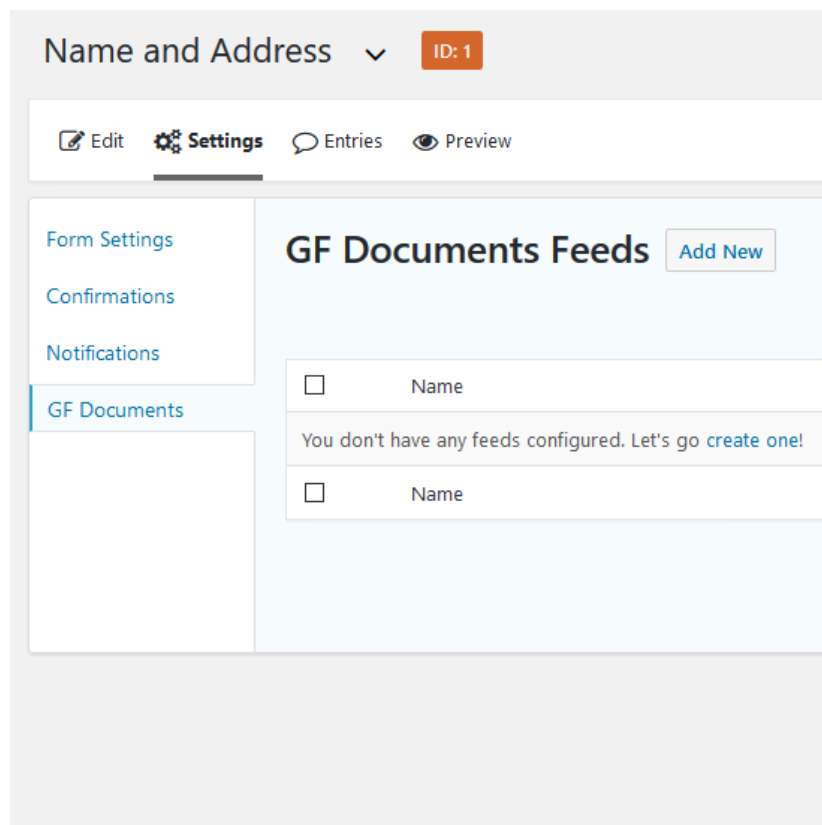 Name and Address ID: 1
Edit Settings Entries Preview
Form Settings
Confirmations
Notifications
GF Documents
GF Documents Feeds Add New
Name
You don't have any feeds configured. Let's go create one!
Name